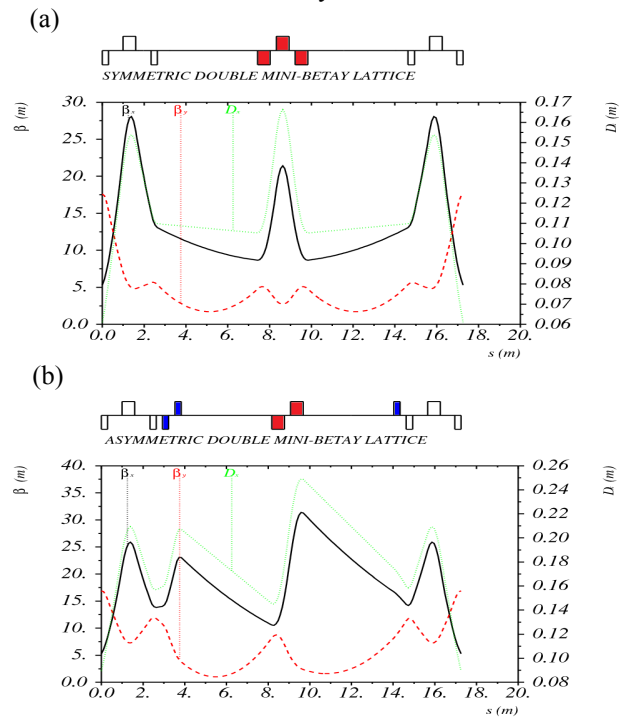 (a)
SYMMETRIC DOUBLE MINI-BETAY LATTICE
β (m)
30.
25.
20.
15.
10.
5.
0.0
βx βy Dx
0.17
0.16
0.15
0.14
0.13
0.12
0.11
0.10
0.09
0.08
0.07
0.06
D (m)
0.0 2. 4. 6. 8. 10. 12. 14. 16. 18. 20.
s (m)
(b)
ASYMMETRIC DOUBLE MINI-BETAY LATTICE
β (m)
40.
35.
30.
25.
20.
15.
10.
5.
0.0
βx βy Dx
0.26
0.24
0.22
0.20
0.18
0.16
0.14
0.12
0.10
0.08
D (m)
0.0 2. 4. 6. 8. 10. 12. 14. 16. 18. 20.
s (m)